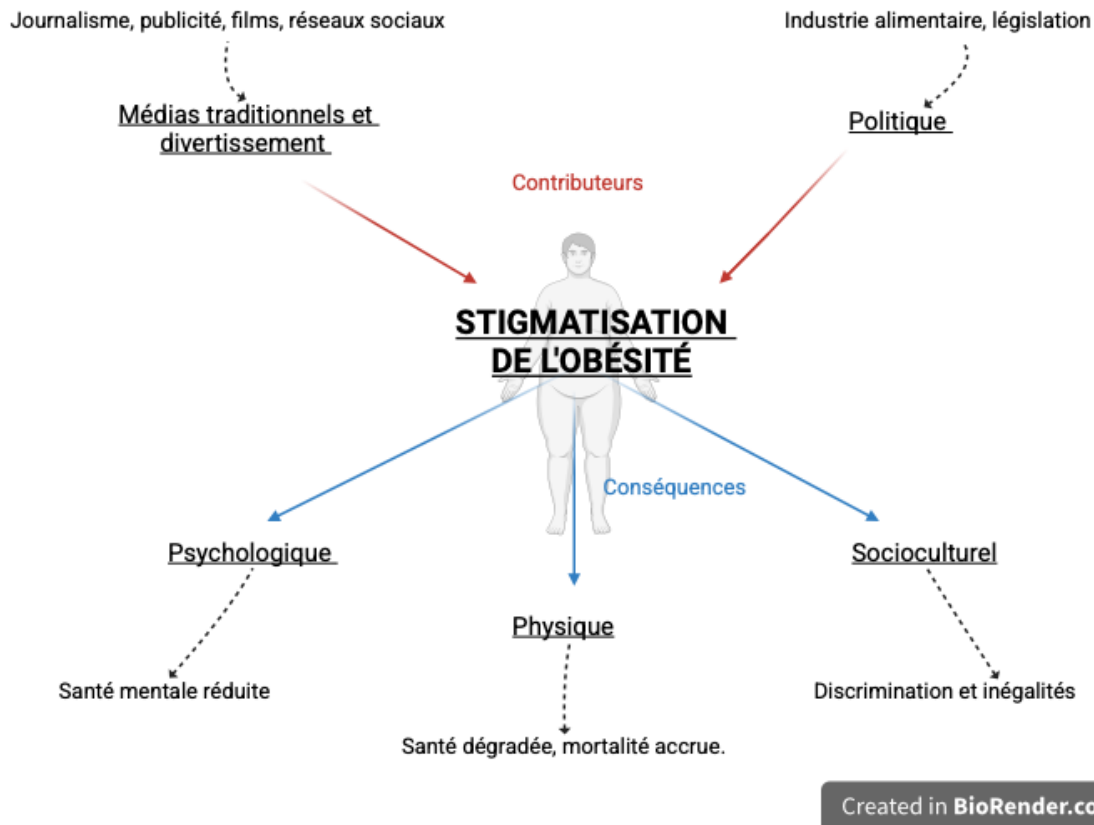 Journalisme, publicité, films, réseaux sociaux
Industrie alimentaire, législation
Médias traditionnels et
divertissement
Politique
Contributeurs
STIGMATISATION
DE L'OBÉSITÉ
Conséquences
Psychologique
Socioculturel
Physique
Santé mentale réduite
Discrimination et inégalités
Santé dégradée, mortalité accrue.
Created in BioRender.co